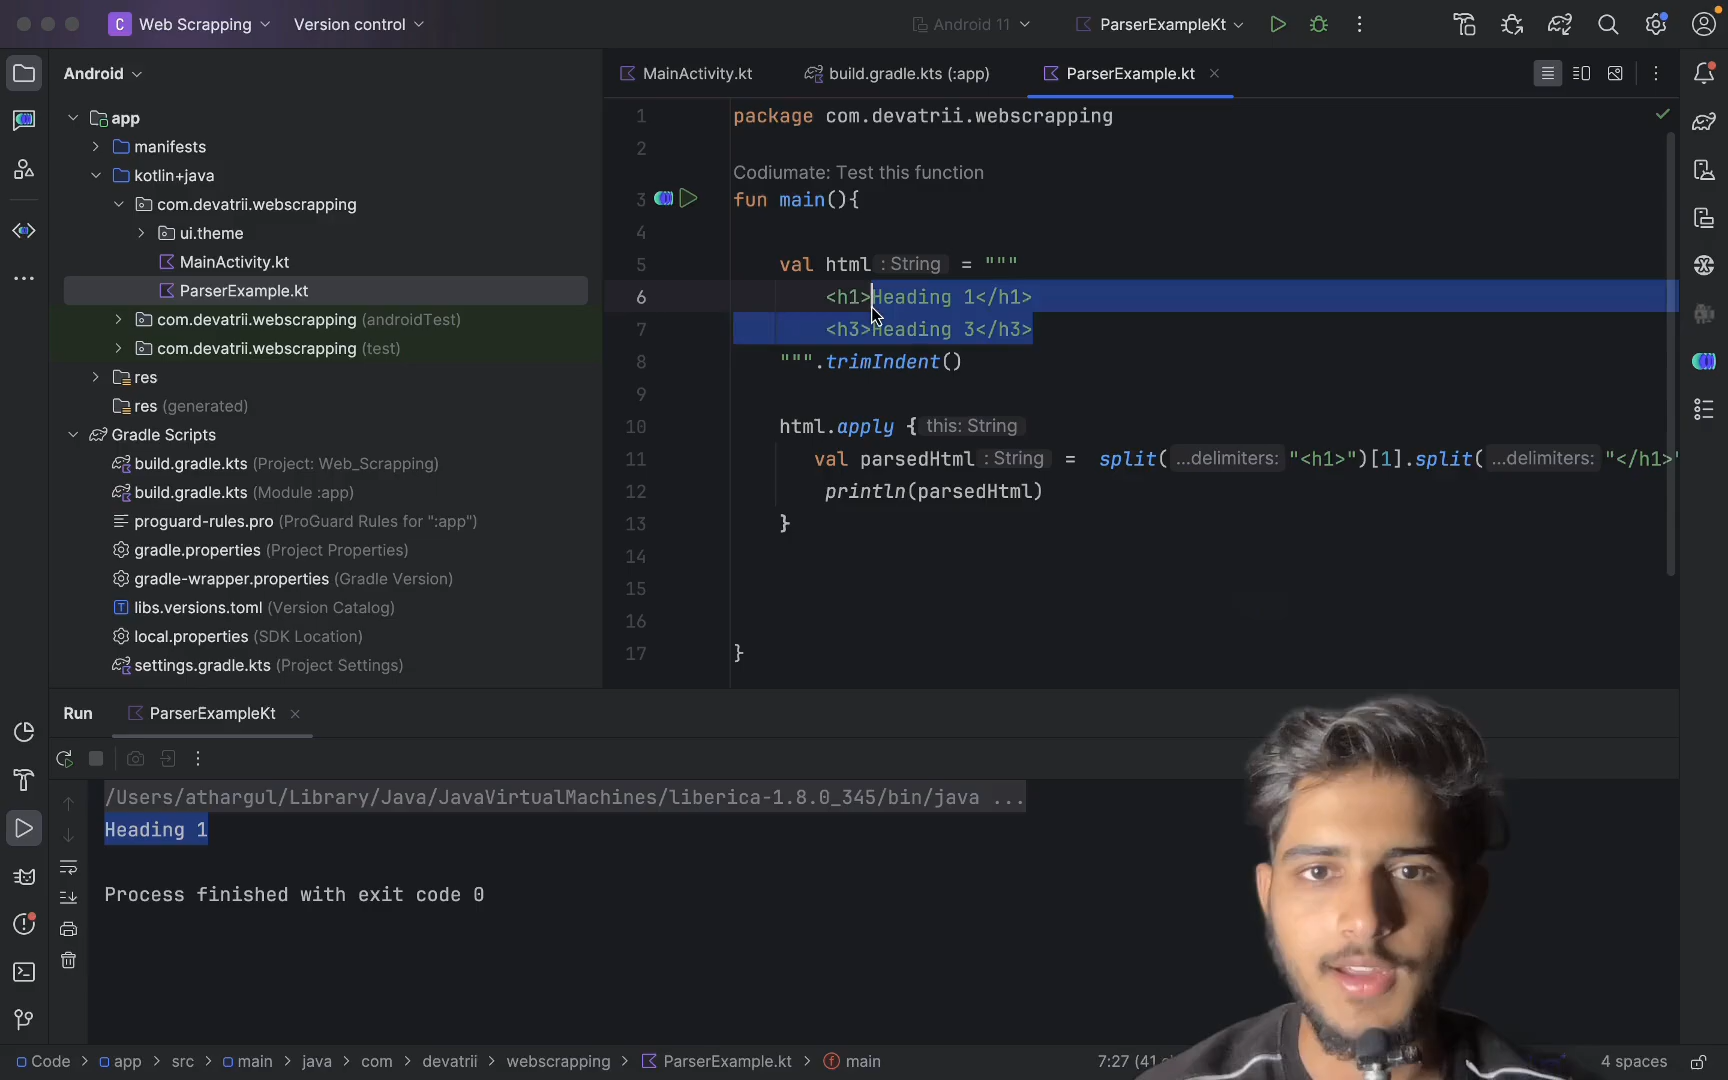 C Web Scrapping
Version control
Android 11
ParserExampleKt
Android
app
manifests
kotlin+java
com.devatrii.webscrapping
ui.theme
MainActivity.kt
ParserExample.kt
com.devatrii.webscrapping (androidTest)
com.devatrii.webscrapping (test)
res
res (generated)
Gradle Scripts
build.gradle.kts (Project: Web_Scrapping)
build.gradle.kts (Module :app)
proguard-rules.pro (ProGuard Rules for ":app")
gradle.properties (Project Properties)
gradle-wrapper.properties (Gradle Version)
libs.versions.toml (Version Catalog)
local.properties (SDK Location)
settings.gradle.kts (Project Settings)
MainActivity.kt
build.gradle.kts (:app)
ParserExample.kt
1 package com.devatrii.webscrapping
2
Codiumate: Test this function
3 fun main(){
4
5 val html : String = """
6 <h1>Heading 1</h1>
7 <h3>Heading 3</h3>
8 """.trimIndent()
9
10 html.apply { this: String
11 val parsedHtml : String = split( ...delimiters: "<h1>")[1].split( ...delimiters: "</h1>"
12 println(parsedHtml)
13 }
14
15
16
17 }
Run
ParserExampleKt
/Users/athargul/Library/Java/JavaVirtualMachines/liberica-1.8.0_345/bin/java ...
Heading 1
Process finished with exit code 0
Code > app > src > main > java > com > devatrii > webscrapping > ParserExample.kt > main
7:27 (41
4 spaces